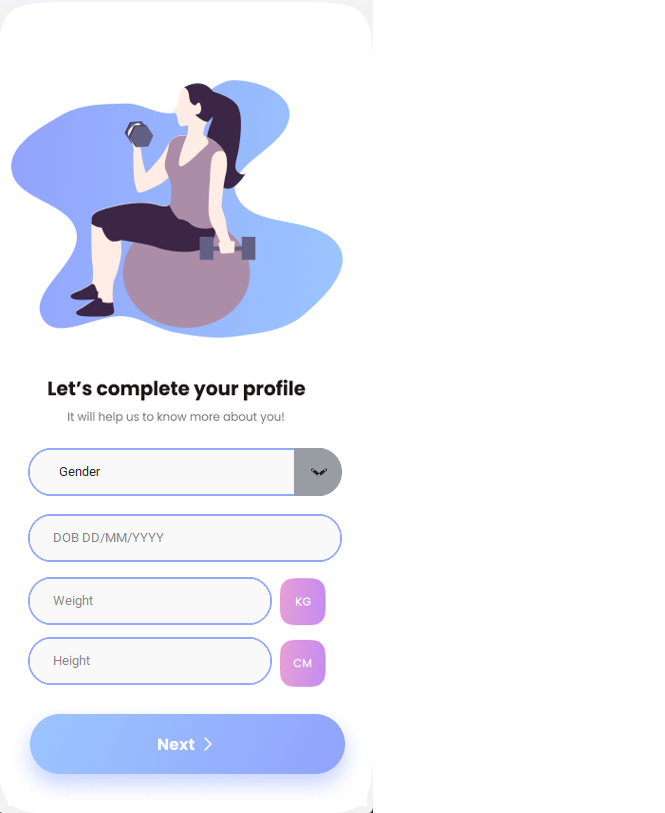 Let’s complete your profile
It will help us to know more about you!
Gender
DOB DD/MM/YYYY
Weight
KG
Height
CM
Next